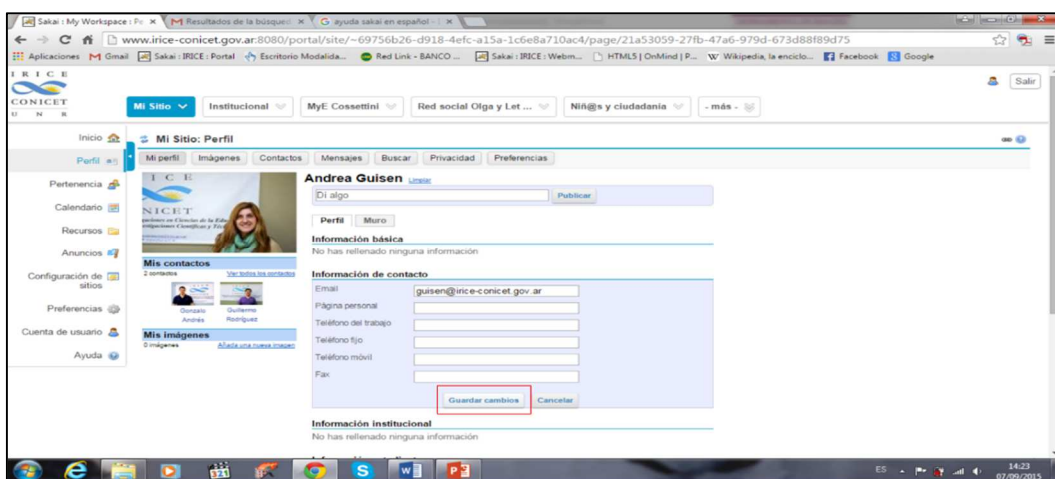 Sakai : My Workspace : Pe
Resultados de la búsqued
ayuda sakai en español -
www.irice-conicet.gov.ar:8080/portal/site/~69756b26-d918-4efc-a15a-1c6e8a710ac4/page/21a53059-27fb-47a6-979d-673d88f89d75
Aplicaciones Gmail Sakai : IRICE : Portal Escritorio Modalida... Red Link - BANCO ... Sakai : IRICE : Webm... HTML5 | OnMind | P... Wikipedia, la enciclo... Facebook Google
IRICE
CONICET
U N R
Salir
Mi Sitio Institucional MyE Cossettini Red social Olga y Let ... Niñ@s y ciudadanía - más -
Inicio
Perfil
Pertenencia
Calendario
Recursos
Anuncios
Configuración de sitios
Preferencias
Cuenta de usuario
Ayuda
Mi Sitio: Perfil
Mi perfil Imágenes Contactos Mensajes Buscar Privacidad Preferencias
I C E
NICET
Mis contactos
2 contactos Ver todos los contactos
Gonzalo Andrés
Guillermo Rodríguez
Mis imágenes
0 imágenes Añada una nueva imagen
Andrea Guisen Limpiar
Di algo Publicar
Perfil Muro
Información básica
No has rellenado ninguna información
Información de contacto
Email guisen@irice-conicet.gov.ar
Página personal
Teléfono del trabajo
Teléfono fijo
Teléfono móvil
Fax
Guardar cambios Cancelar
Información institucional
No has rellenado ninguna información
ES
14:23
07/09/2015